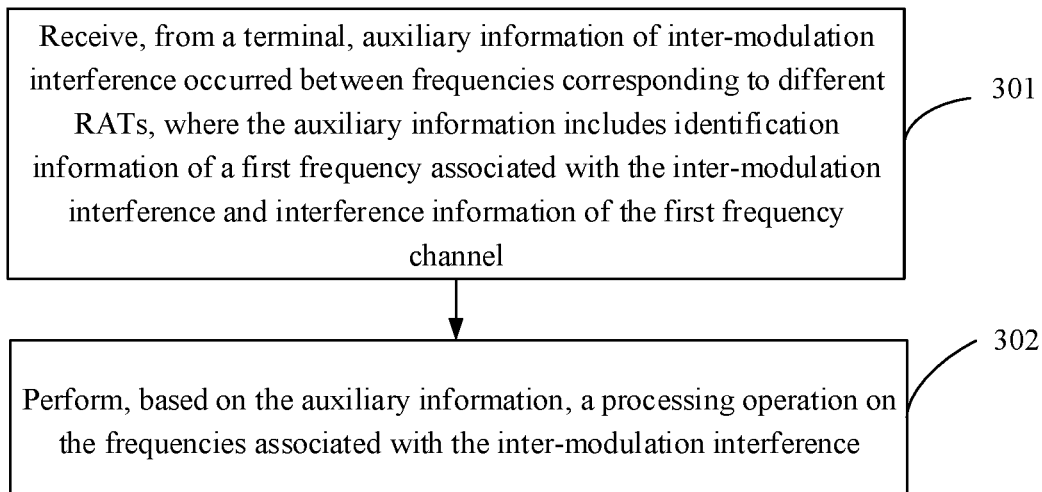 Receive, from a terminal, auxiliary information of inter-modulation
interference occurred between frequencies corresponding to different
RATs, where the auxiliary information includes identification
information of a first frequency associated with the inter-modulation
interference and interference information of the first frequency
channel
301
Perform, based on the auxiliary information, a processing operation on
the frequencies associated with the inter-modulation interference
302